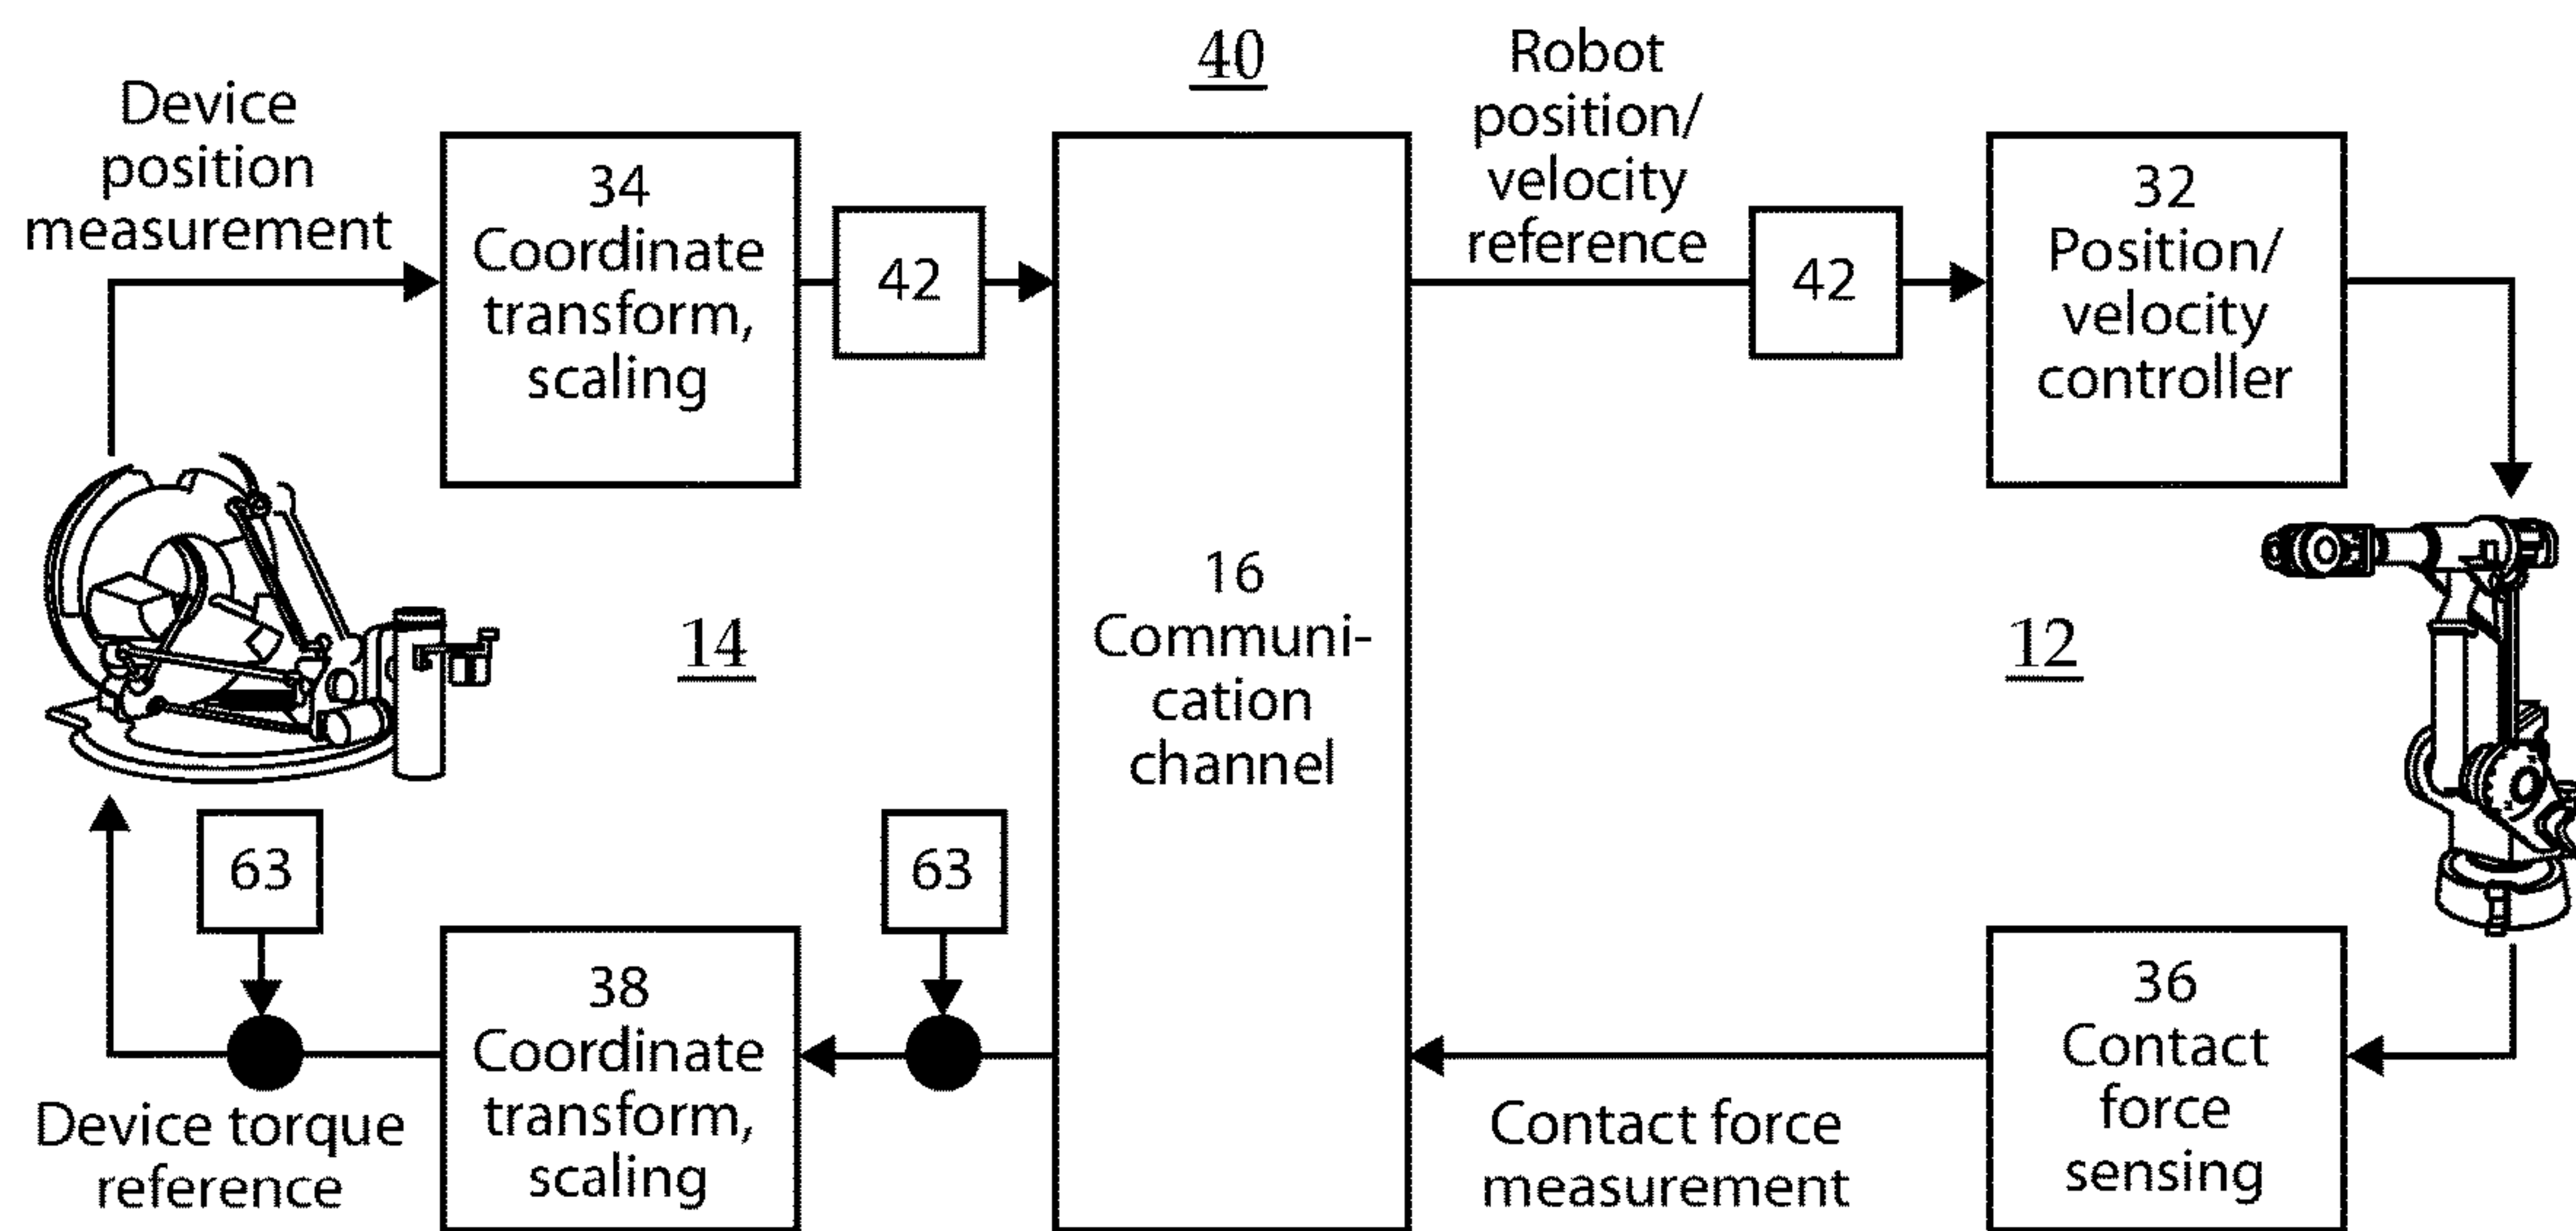 40
Device
position
measurement
34
Coordinate
transform,
scaling
42
Robot
position/
velocity
reference
42
32
Position/
velocity
controller
14
16
Communi-
cation
channel
12
63
63
Device torque
reference
38
Coordinate
transform,
scaling
Contact force
measurement
36
Contact
force
sensing